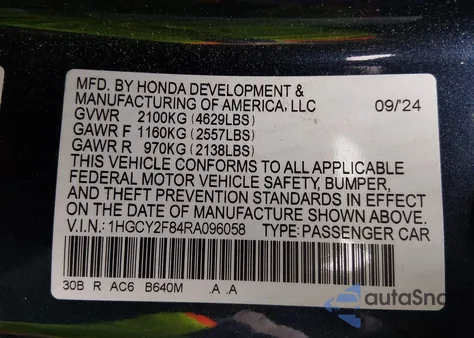 MFD. BY HONDA DEVELOPMENT &
MANUFACTURING OF AMERICA, LLC 09/24
GVWR 2100KG (4629LBS)
GAWR F 1160KG (2557LBS)
GAWR R 970KG (2138LBS)
THIS VEHICLE CONFORMS TO ALL APPLICABLE
FEDERAL MOTOR VEHICLE SAFETY, BUMPER,
AND THEFT PREVENTION STANDARDS IN EFFECT
ON THE DATE OF MANUFACTURE SHOWN ABOVE.
V.I.N.: 1HGCY2F84RA096058 TYPE: PASSENGER CAR
30B R AC6 B640M .A .A
autaSna